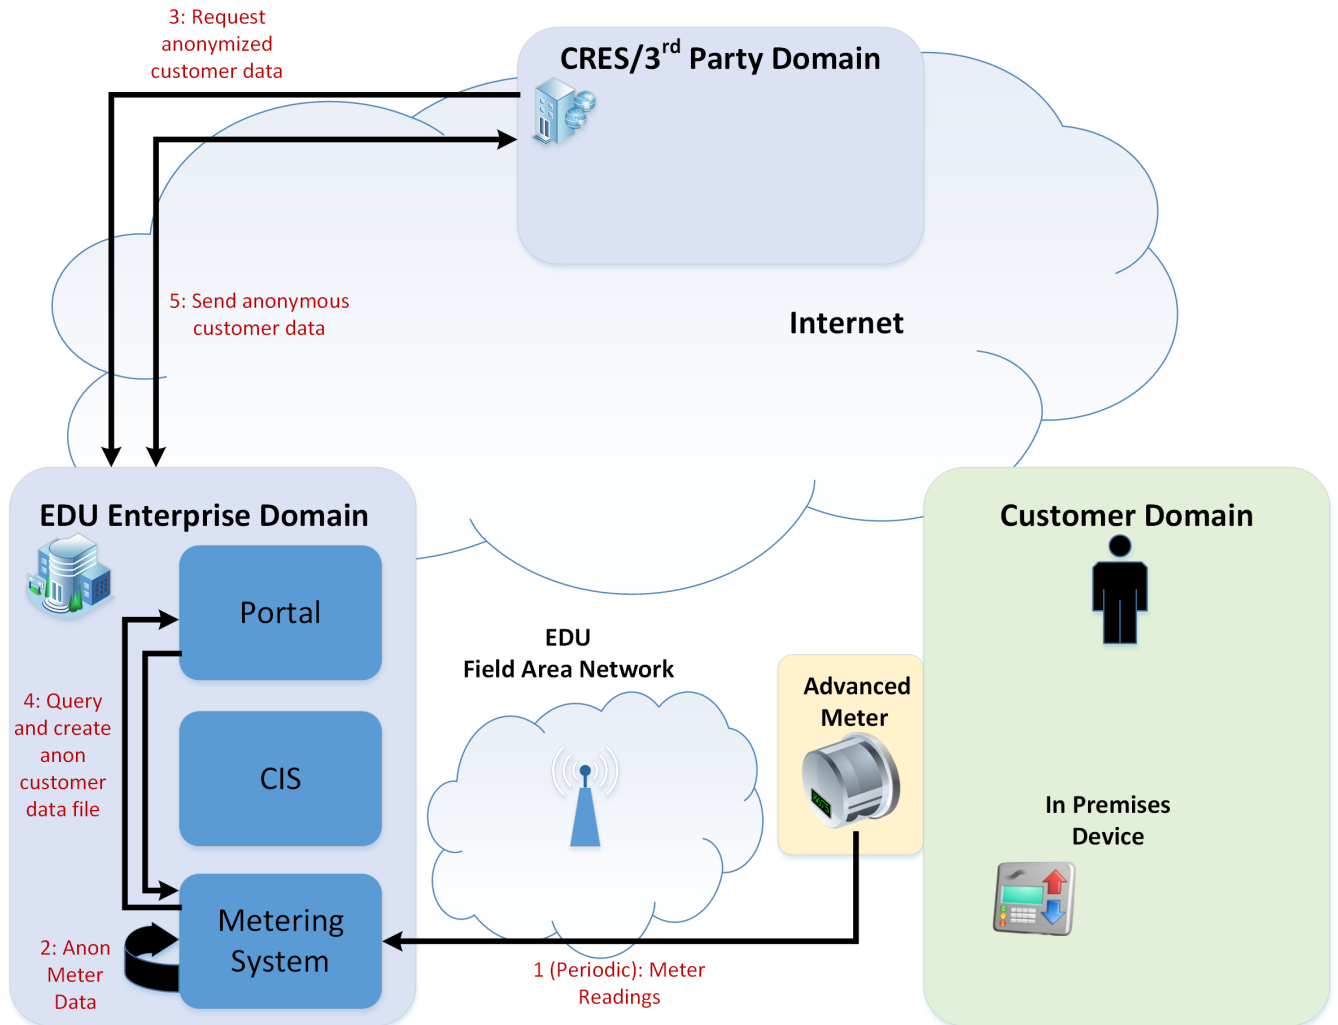 3: Request
anonymized
customer data
CRES/3rd Party Domain
5: Send anonymous
customer data
Internet
EDU Enterprise Domain
Portal
4: Query
and create
anon
customer
data file
CIS
Metering
System
2: Anon
Meter
Data
EDU
Field Area Network
1 (Periodic): Meter
Readings
Advanced
Meter
Customer Domain
In Premises
Device